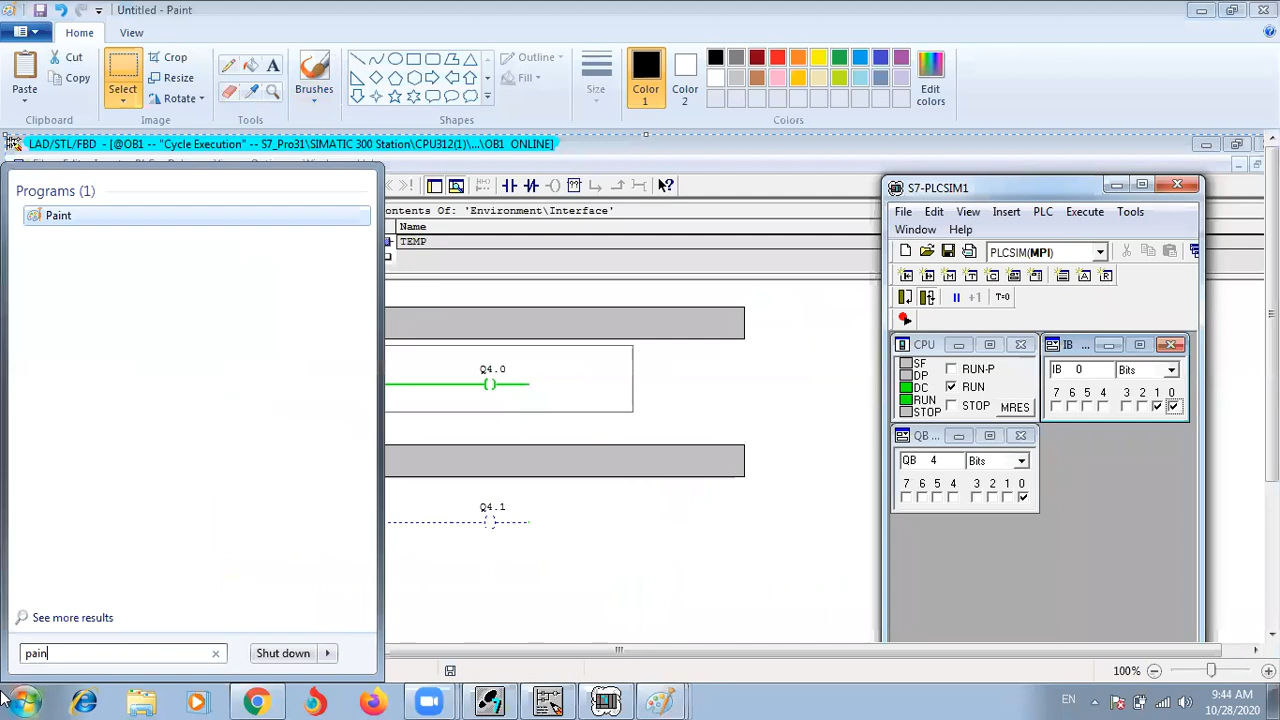 Untitled - Paint
Home
View
Paste
Cut
Copy
Clipboard
Select
Crop
Resize
Rotate
Image
A
Tools
Brushes
Outline
Fill
Shapes
Size
Color
1
Color
2
Edit
colors
Colors
LAD/STL/FBD - [@OB1 -- "Cycle Execution" -- S7_Pro31\SIMATIC 300 Station\CPU312(1)\...\OB1 ONLINE]
Programs (1)
Paint
See more results
pain
Shut down
ontents Of: 'Environment\Interface'
Name
TEMP
Q4.0
Q4.1
S7-PLCSIM1
File Edit View Insert PLC Execute Tools
Window Help
PLCSIM(MPI)
+1 T=0
CPU
SF
DP
DC
RUN
STOP
RUN-P
RUN
STOP
MRES
IB ...
IB 0 Bits
7 6 5 4 3 2 1 0
QB ...
QB 4 Bits
7 6 5 4 3 2 1 0
100%
EN
9:44 AM
10/28/2020